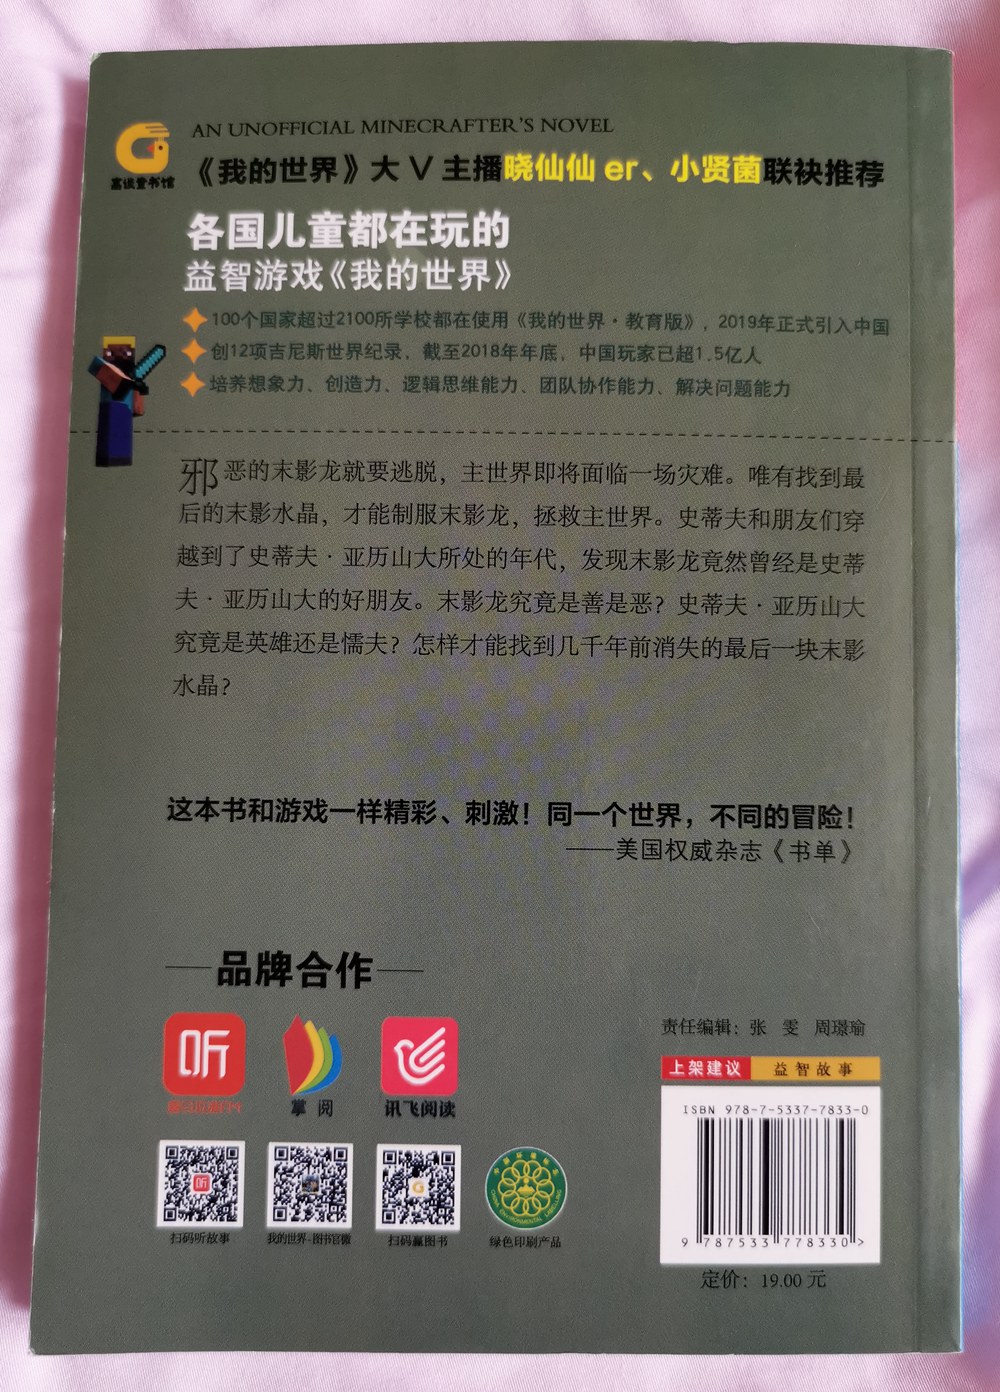 AN UNOFFICIAL MINECRAFTER'S NOVEL
《我的世界》大V主播晓仙仙er、小贤菌联袂推荐
嘉良童书馆
各国儿童都在玩的
益智游戏《我的世界》
100个国家超过2100所学校都在使用《我的世界·教育版》，2019年正式引入中国
创12项吉尼斯世界纪录，截至2018年年底，中国玩家已超1.5亿人
培养想象力、创造力、逻辑思维能力、团队协作能力、解决问题能力
邪恶的末影龙就要逃脱，主世界即将面临一场灾难。唯有找到最
后的末影水晶，才能制服末影龙，拯救主世界。史蒂夫和朋友们穿
越到了史蒂夫·亚历山大所处的年代，发现末影龙竟然曾经是史蒂
夫·亚历山大的好朋友。末影龙究竟是善是恶？史蒂夫·亚历山大
究竟是英雄还是懦夫？怎样才能找到几千年前消失的最后一块末影
水晶？
这本书和游戏一样精彩、刺激！同一个世界，不同的冒险！
——美国权威杂志《书单》
品牌合作
听
掌阅
讯飞阅读
扫码听故事
我的世界-图书官微
扫码赢图书
绿色印刷产品
责任编辑：张 雯 周璟瑜
上架建议 益智故事
ISBN 978-7-5337-7833-0
9 787533 778330 >
定价：19.00元